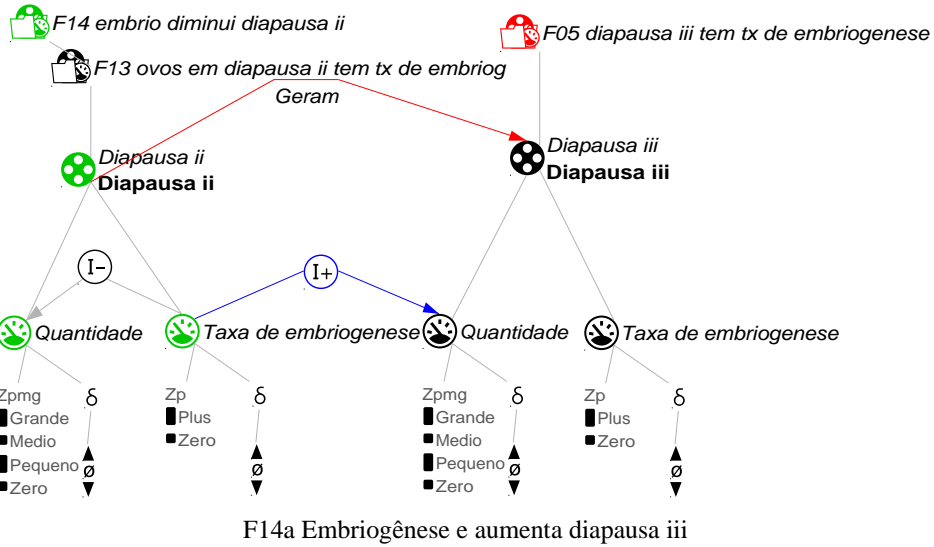 F14 embrio diminui diapausa ii
F05 diapausa iii tem tx de embriogenese
F13 ovos em diapausa ii tem tx de embriog
Geram
Diapausa ii
Diapausa ii
Diapausa iii
Diapausa iii
I−
I+
Quantidade
Taxa de embriogenese
Quantidade
Taxa de embriogenese
Zpmg
δ
Grande
Medio
Pequeno
Zero
ø
Zp
δ
Plus
Zero
ø
Zpmg
δ
Grande
Medio
Pequeno
Zero
ø
Zp
δ
Plus
Zero
ø
F14a Embriogênese e aumenta diapausa iii